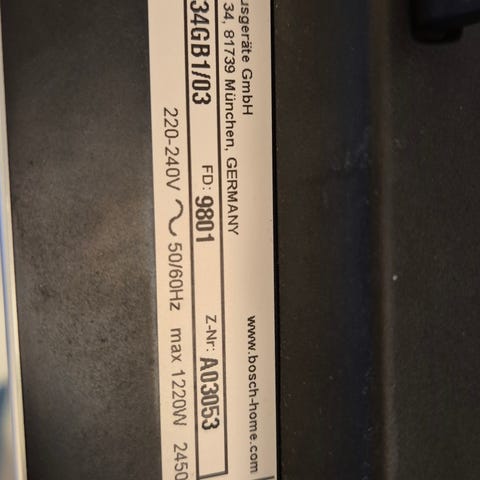 usgeräte GmbH www.bosch-home.com
34, 81739 München, GERMANY
34GB1/03 FD: 9801 Z-Nr: A03053
220-240V ~ 50/60Hz max 1220W 2450